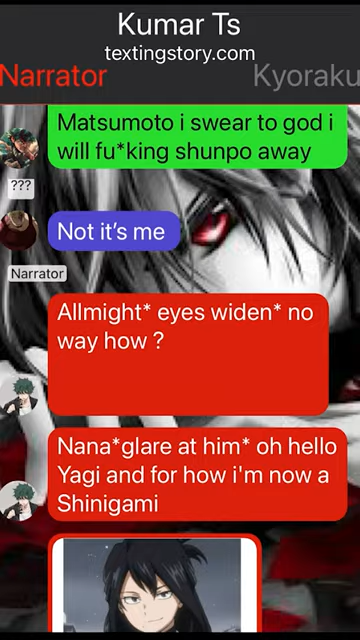 Kumar Ts
textingstory.com
Narrator
Kyoraku
Matsumoto i swear to god i
will fu*king shunpo away
???
Not it's me
Narrator
Allmight* eyes widen* no
way how ?
Nana*glare at him* oh hello
Yagi and for how i'm now a
Shinigami